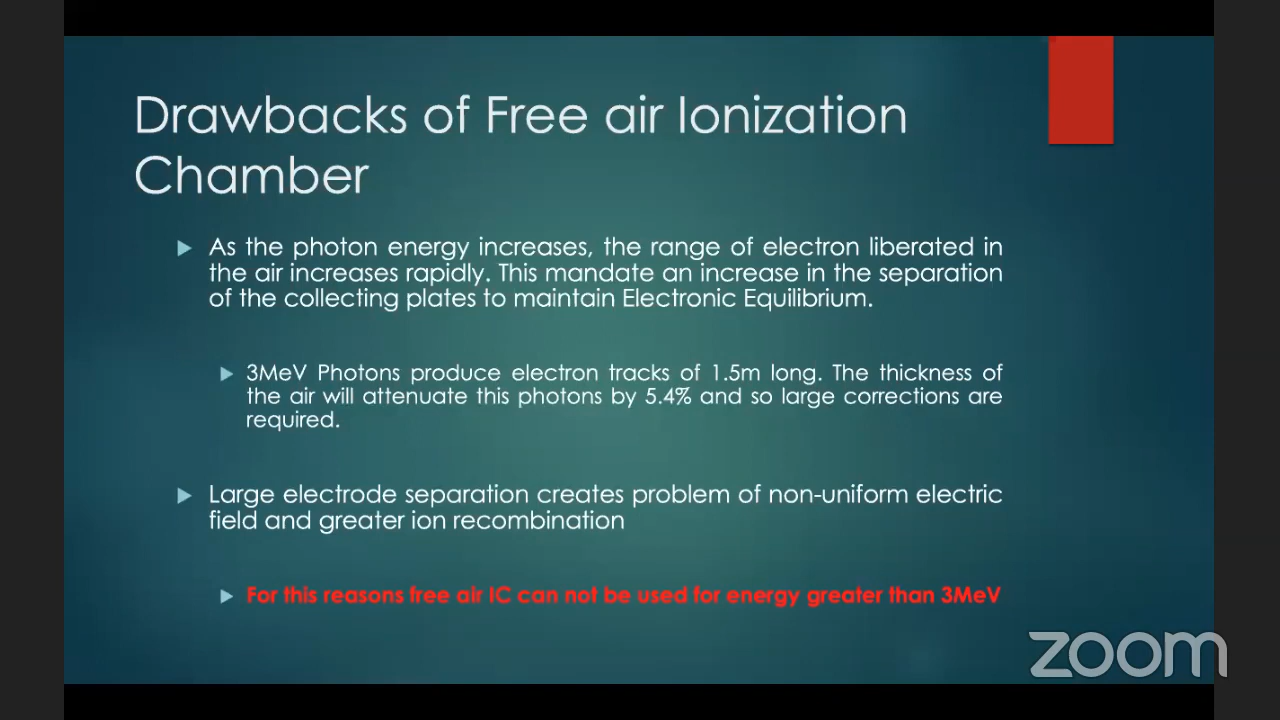 Drawbacks of Free air Ionization
Chamber
As the photon energy increases, the range of electron liberated in
the air increases rapidly. This mandate an increase in the separation
of the collecting plates to maintain Electronic Equilibrium.
3MeV Photons produce electron tracks of 1.5m long. The thickness of
the air will attenuate this photons by 5.4% and so large corrections are
required.
Large electrode separation creates problem of non-uniform electric
field and greater ion recombination
For this reasons free air IC can not be used for energy greater than 3MeV
zoom